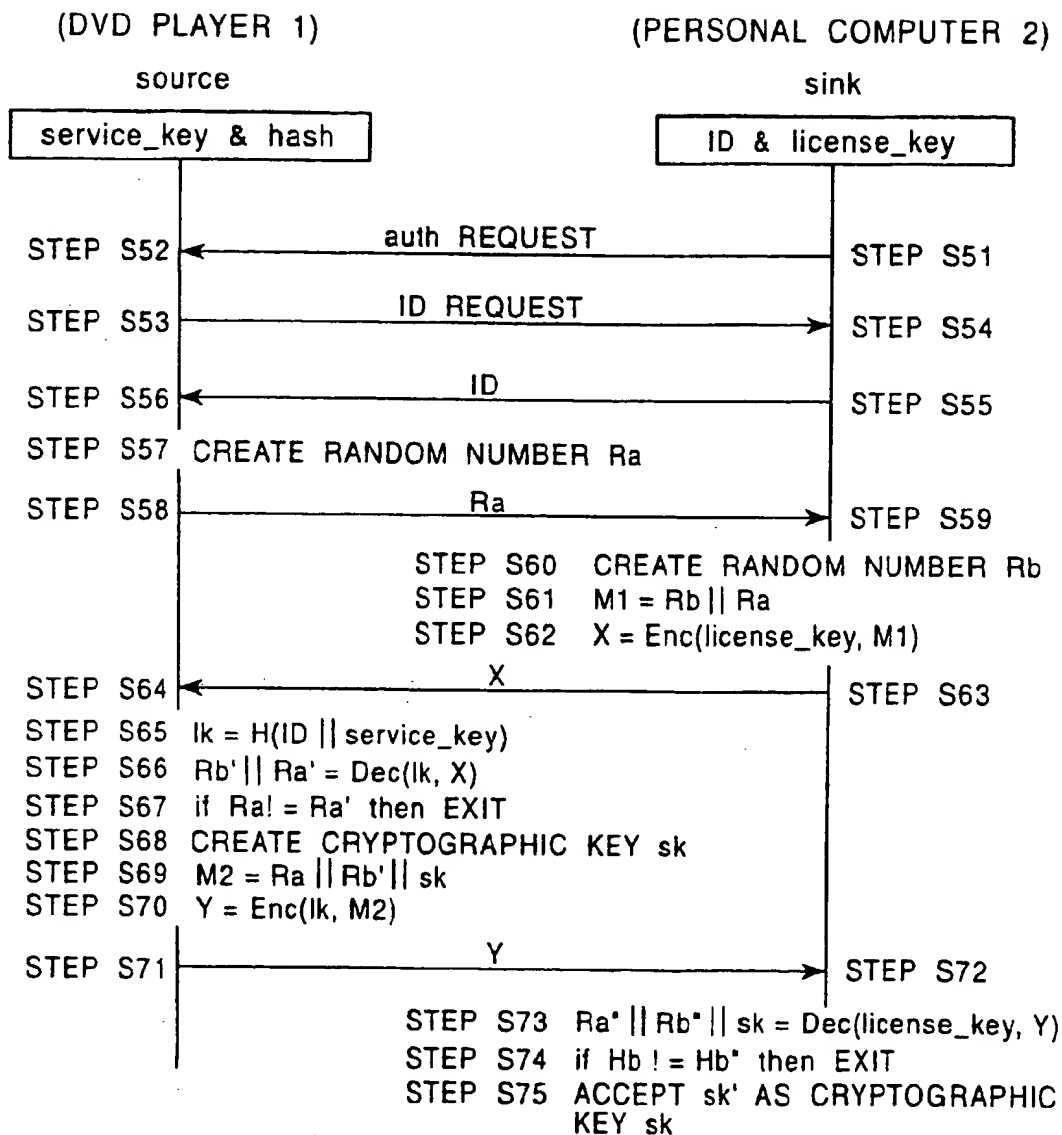 (DVD PLAYER 1) (PERSONAL COMPUTER 2)
source sink
service_key & hash ID & license_key
STEP S52 auth REQUEST STEP S51
STEP S53 ID REQUEST STEP S54
STEP S56 ID STEP S55
STEP S57 CREATE RANDOM NUMBER Ra
STEP S58 Ra STEP S59
STEP S60 CREATE RANDOM NUMBER Rb
STEP S61 M1 = Rb || Ra
STEP S62 X = Enc(license_key, M1)
STEP S64 X STEP S63
STEP S65 lk = H(ID || service_key)
STEP S66 Rb' || Ra' = Dec(lk, X)
STEP S67 if Ra! = Ra' then EXIT
STEP S68 CREATE CRYPTOGRAPHIC KEY sk
STEP S69 M2 = Ra || Rb' || sk
STEP S70 Y = Enc(lk, M2)
STEP S71 Y STEP S72
STEP S73 Ra" || Rb" || sk = Dec(license_key, Y)
STEP S74 if Hb ! = Hb" then EXIT
STEP S75 ACCEPT sk' AS CRYPTOGRAPHIC
KEY sk